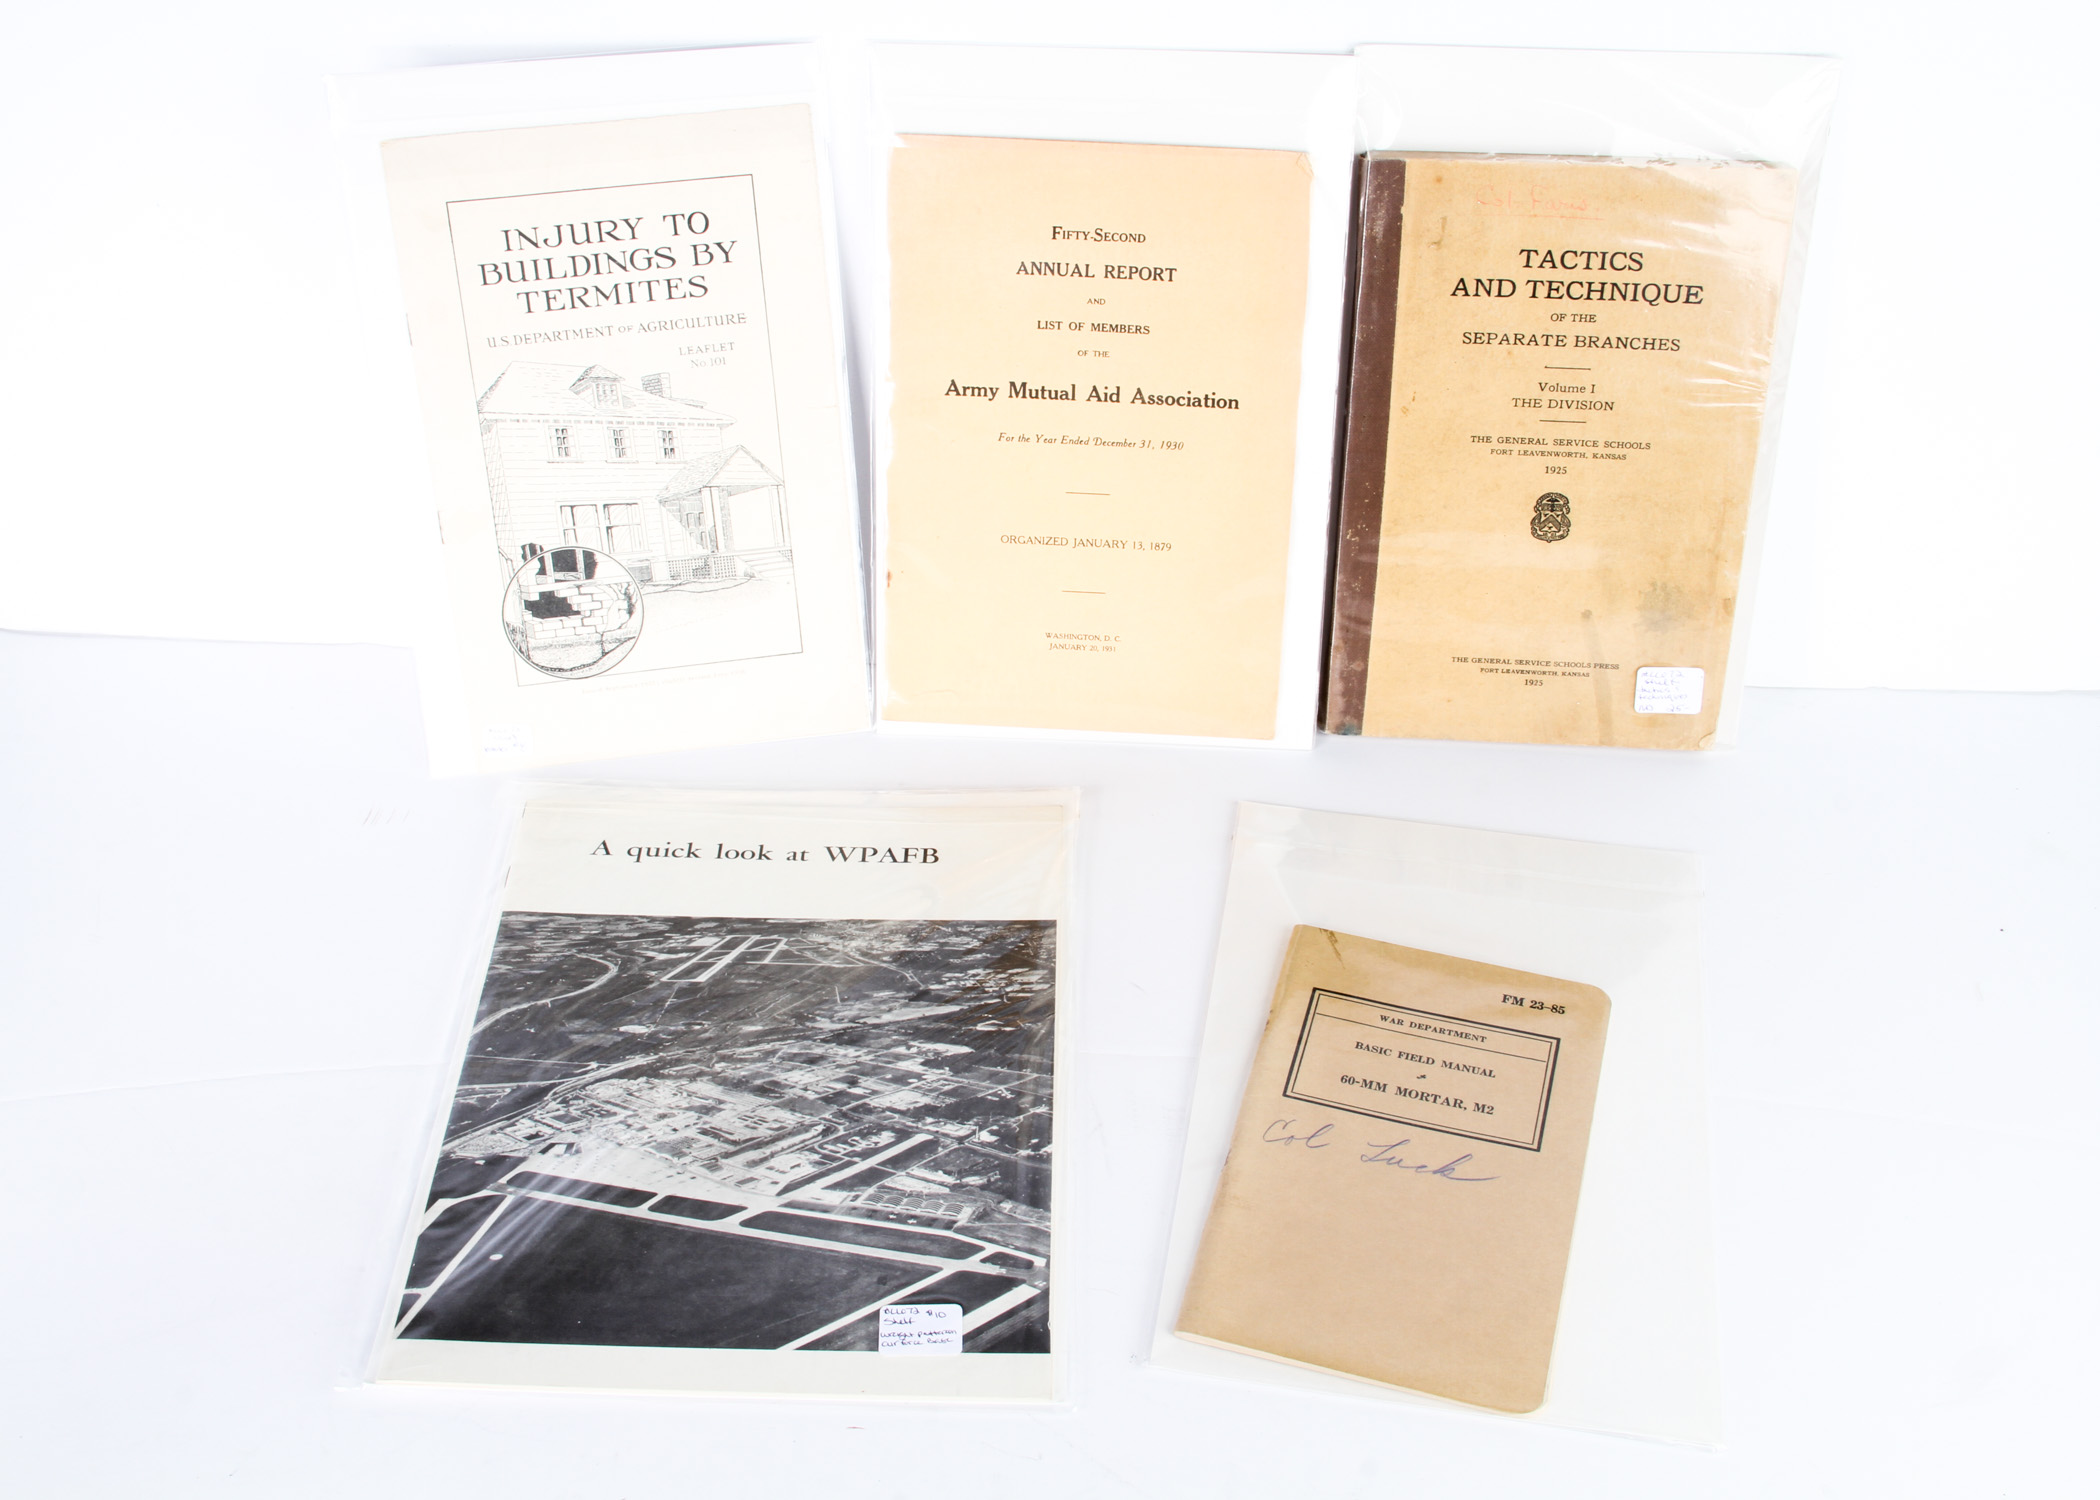 INJURY TO
BUILDINGS BY
TERMITES
U.S. DEPARTMENT OF AGRICULTURE
LEAFLET
No. 101
FIFTY-SECOND
ANNUAL REPORT
AND
LIST OF MEMBERS
OF THE
Army Mutual Aid Association
For the Year Ended December 31, 1930
ORGANIZED JANUARY 13, 1879
WASHINGTON, D. C.
JANUARY 20, 1931
TACTICS
AND TECHNIQUE
OF THE
SEPARATE BRANCHES
Volume I
THE DIVISION
THE GENERAL SERVICE SCHOOLS
FORT LEAVENWORTH, KANSAS
1925
THE GENERAL SERVICE SCHOOLS PRESS
FORT LEAVENWORTH, KANSAS
1925
A quick look at WPAFB
$10
Shelf
FM 23-85
WAR DEPARTMENT
BASIC FIELD MANUAL
60-MM MORTAR, M2
Col Luck